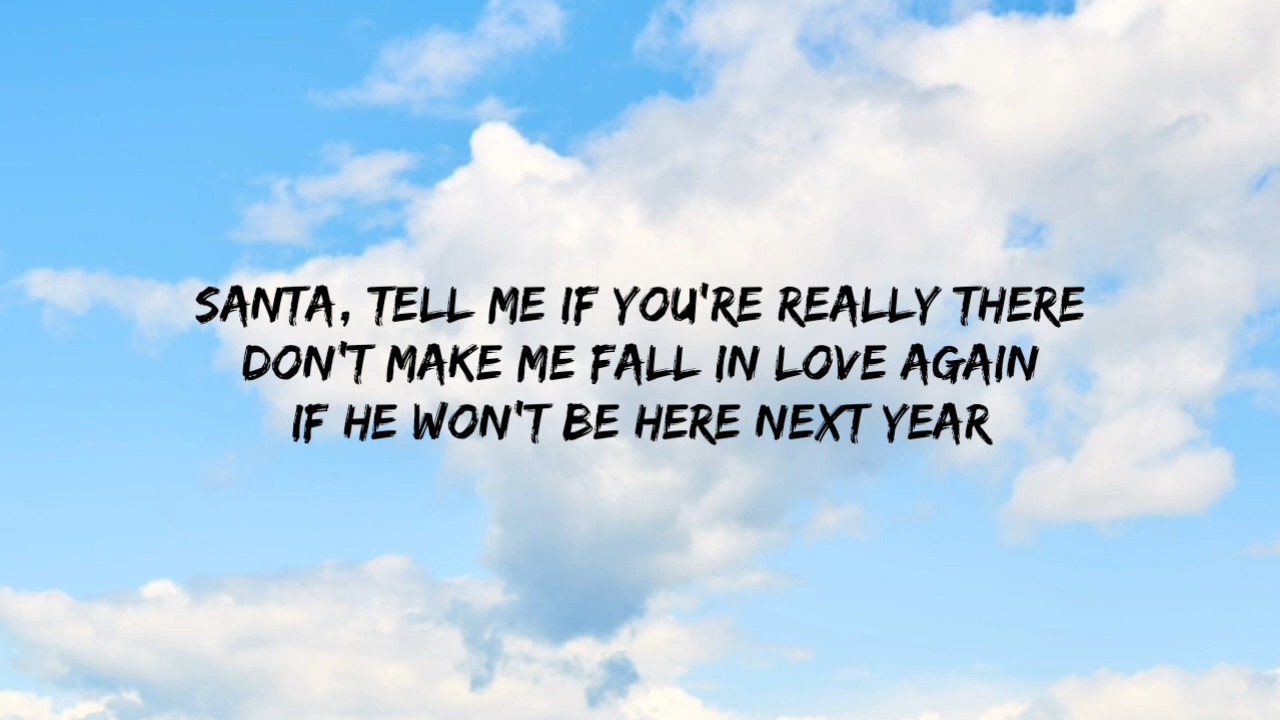 SANTA, TELL ME IF YOU'RE REALLY THERE
DON'T MAKE ME FALL IN LOVE AGAIN
IF HE WON'T BE HERE NEXT YEAR